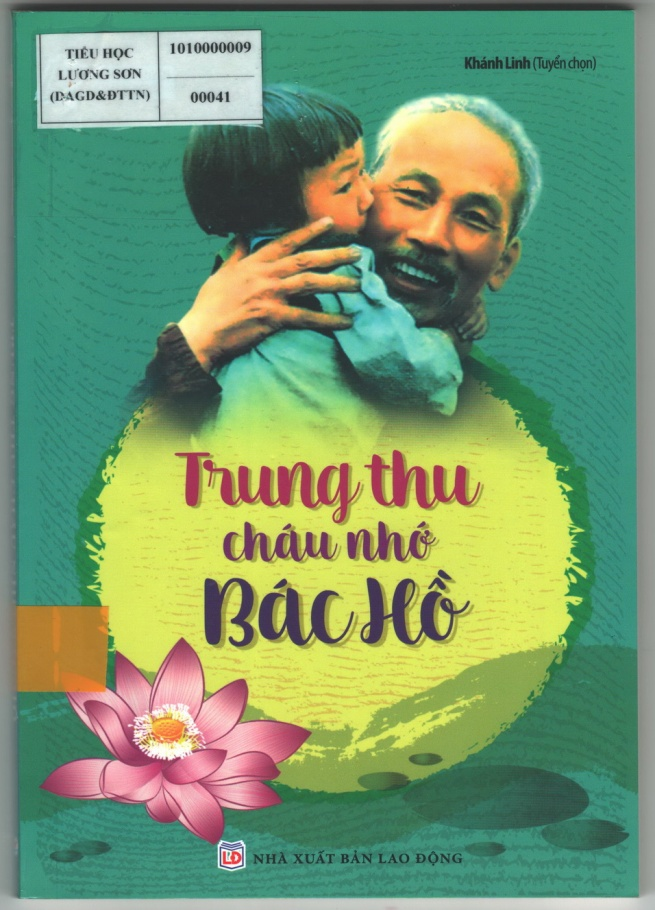 TIỂU HỌC
LƯƠNG SƠN
(DAGD&ĐTTN)
1010000009
00041
Khánh Linh (Tuyển chọn)
Trung thu
cháu nhớ
Bác Hồ
LĐ
NHÀ XUẤT BẢN LAO ĐỘNG